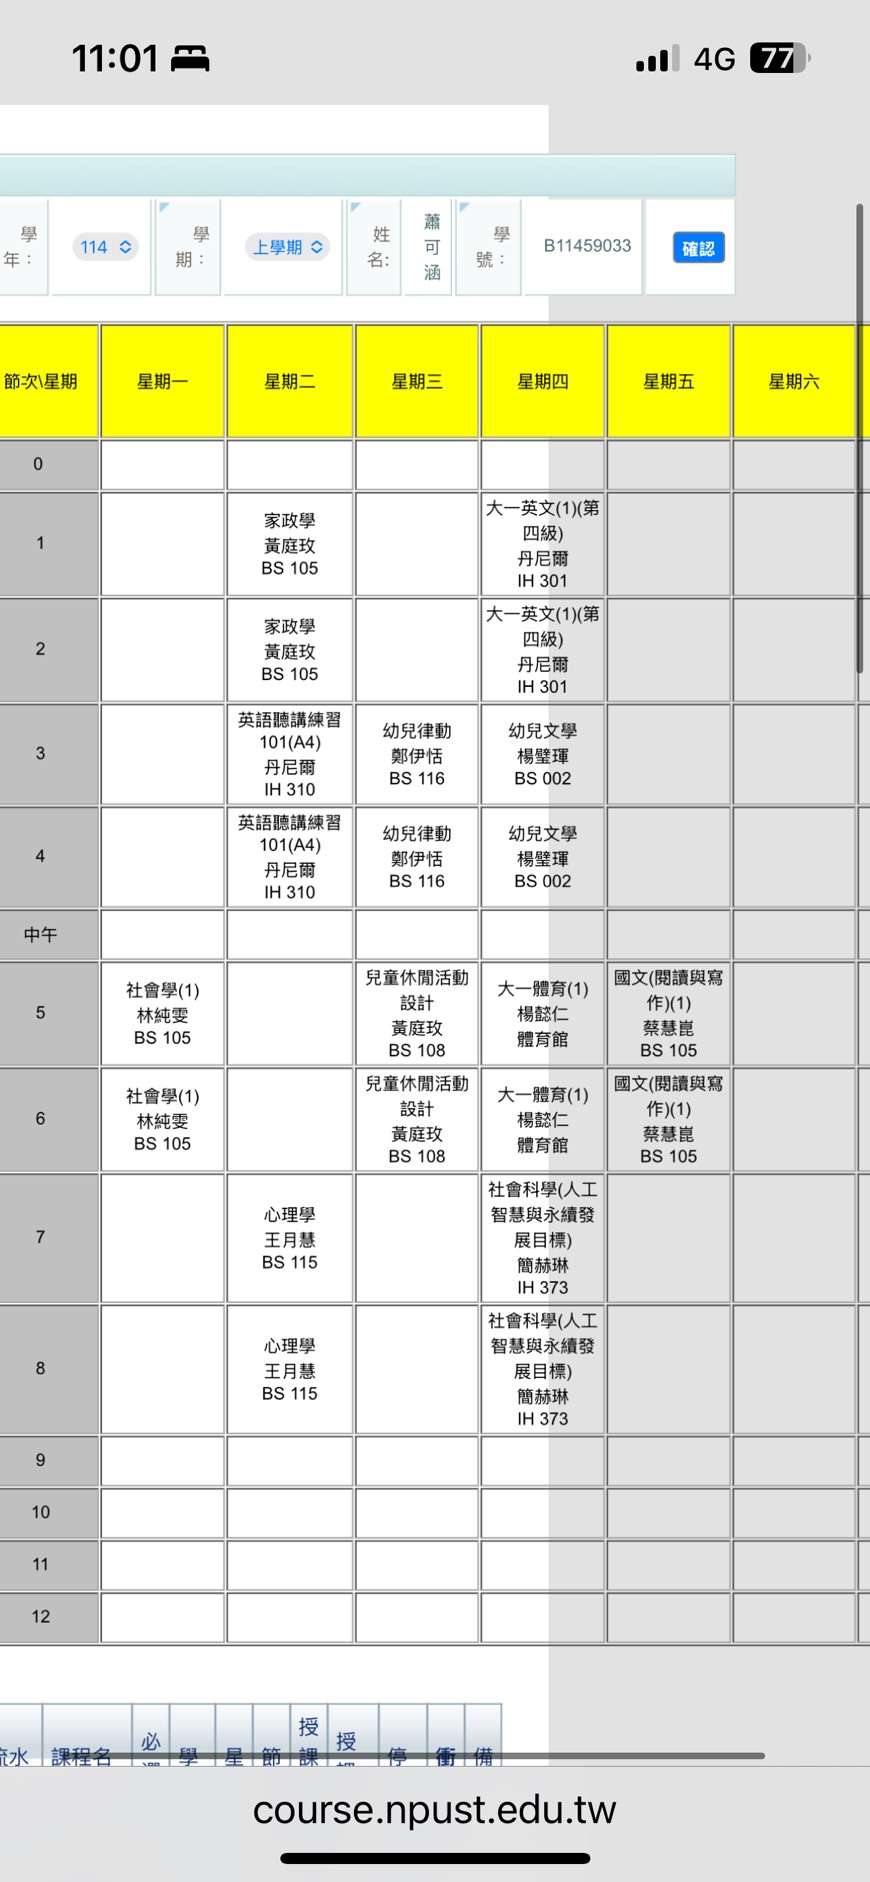 11:01
4G 77
學年：
114
學期：
上學期
姓名:
蕭可涵
學號：
B11459033
確認
節次\星期 星期一 星期二 星期三 星期四 星期五 星期六
0
1
家政學
黃庭玫
BS 105
大一英文(1)(第
四級)
丹尼爾
IH 301
2
家政學
黃庭玫
BS 105
大一英文(1)(第
四級)
丹尼爾
IH 301
3
英語聽講練習
101(A4)
丹尼爾
IH 310
幼兒律動
鄭伊恬
BS 116
幼兒文學
楊璧琿
BS 002
4
英語聽講練習
101(A4)
丹尼爾
IH 310
幼兒律動
鄭伊恬
BS 116
幼兒文學
楊璧琿
BS 002
中午
5
社會學(1)
林純雯
BS 105
兒童休閒活動
設計
黃庭玫
BS 108
大一體育(1)
楊懿仁
體育館
國文(閱讀與寫
作)(1)
蔡慧崑
BS 105
6
社會學(1)
林純雯
BS 105
兒童休閒活動
設計
黃庭玫
BS 108
大一體育(1)
楊懿仁
體育館
國文(閱讀與寫
作)(1)
蔡慧崑
BS 105
7
心理學
王月慧
BS 115
社會科學(人工
智慧與永續發
展目標)
簡赫琳
IH 373
8
心理學
王月慧
BS 115
社會科學(人工
智慧與永續發
展目標)
簡赫琳
IH 373
9
10
11
12
流水 課程名 必 學 星 節 授課 授 停 衝 備
course.npust.edu.tw